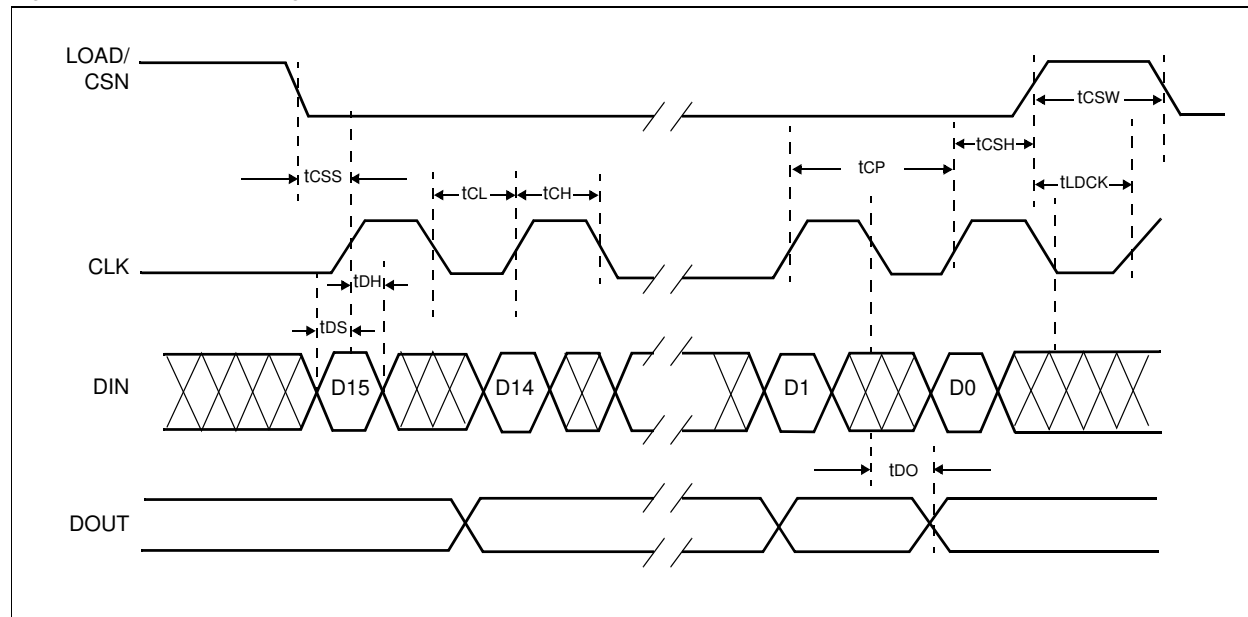 LOAD/
CSN
tCSW
tCSH
tCP
tCSS
tLDCK
tCL
tCH
CLK
tDH
tDS
DIN
D15
D14
D1
D0
tDO
DOUT